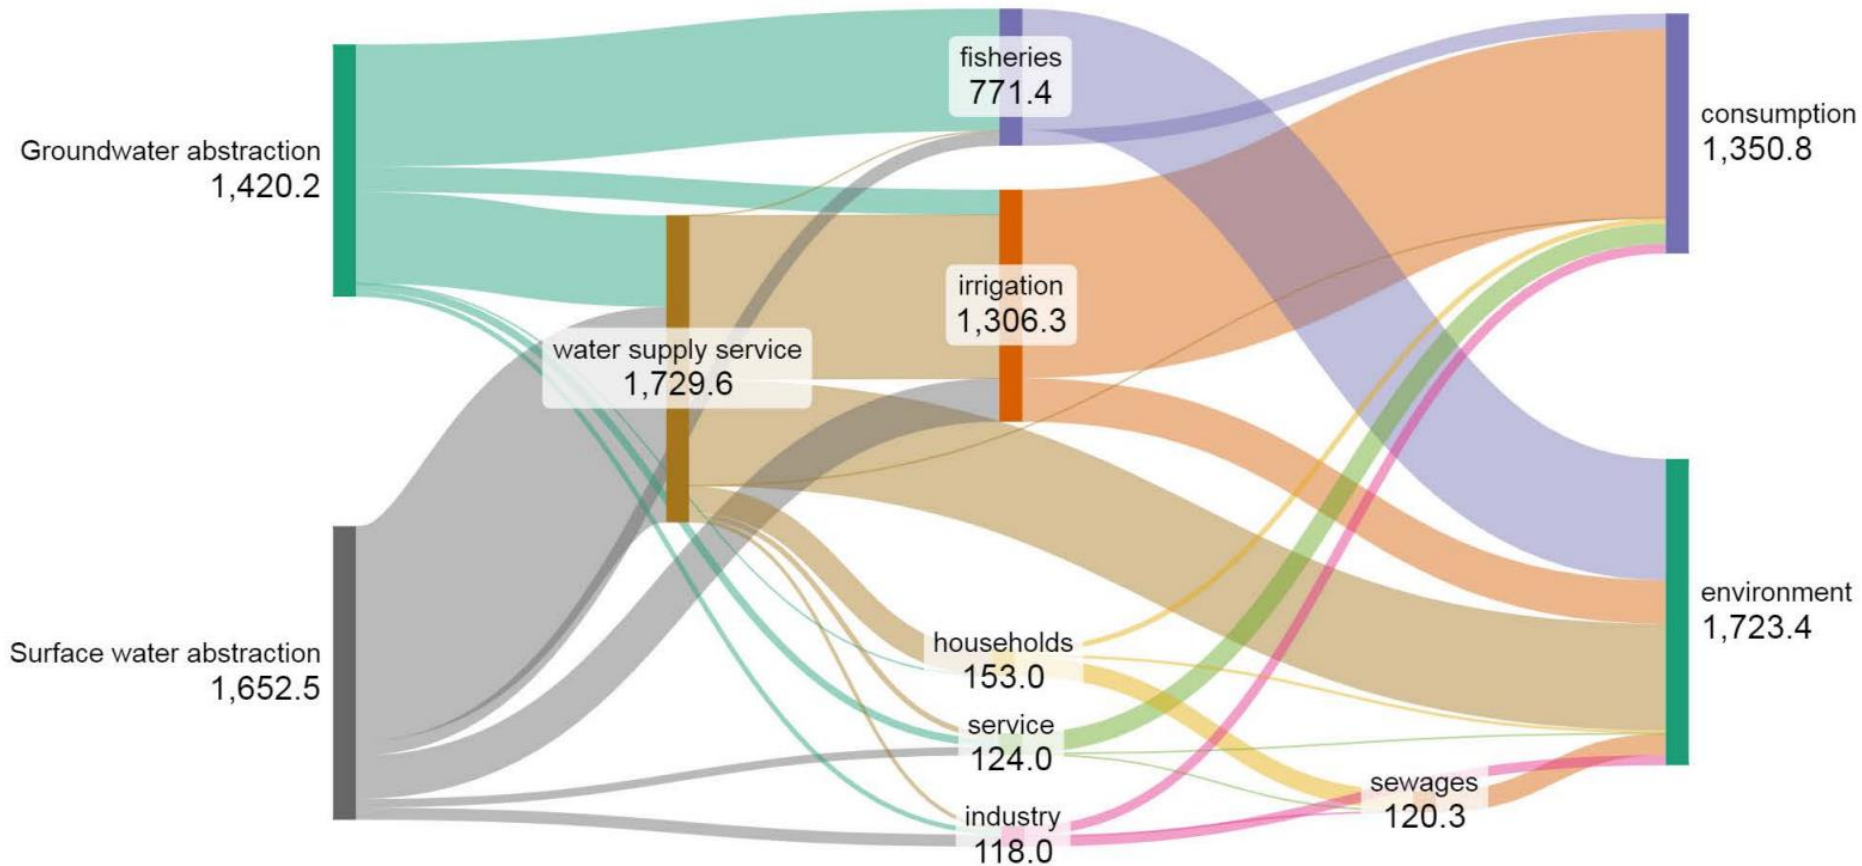 Groundwater abstraction
1,420.2
Surface water abstraction
1,652.5
water supply service
1,729.6
fisheries
771.4
irrigation
1,306.3
households
153.0
service
124.0
industry
118.0
sewages
120.3
consumption
1,350.8
environment
1,723.4